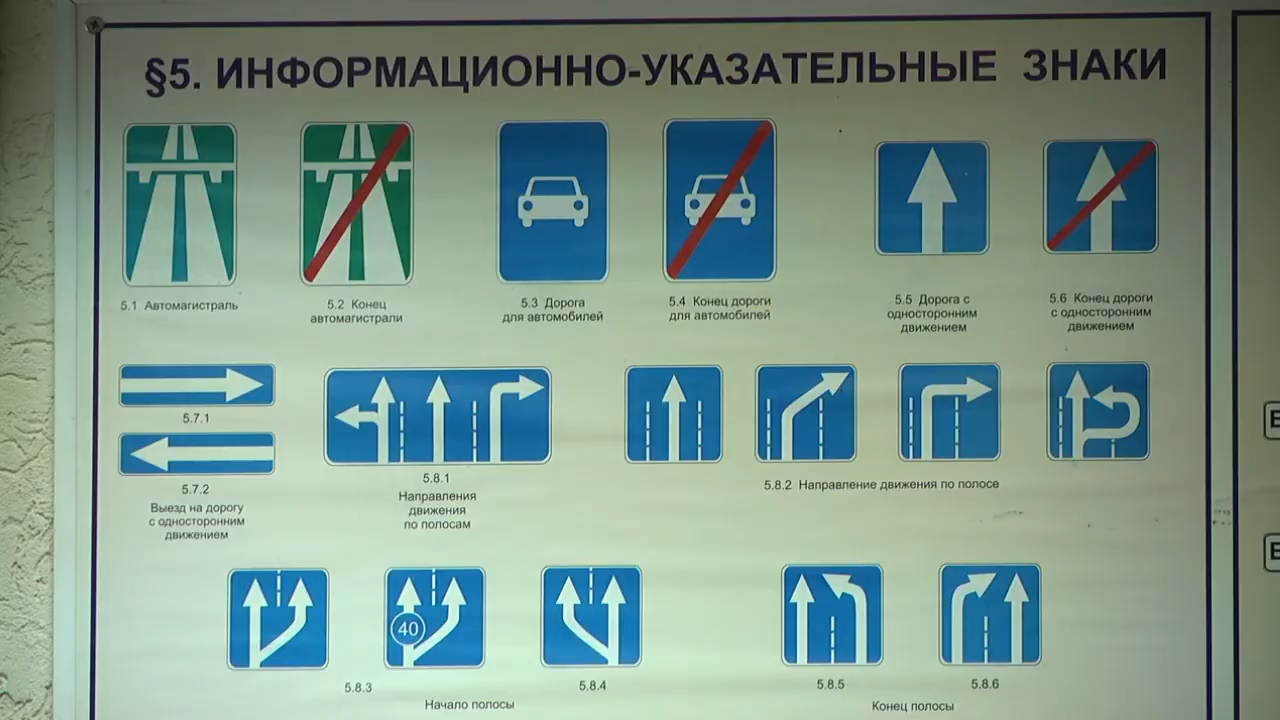 §5. ИНФОРМАЦИОННО-УКАЗАТЕЛЬНЫЕ ЗНАКИ
5.1 Автомагистраль
5.2 Конец
автомагистрали
5.3 Дорога
для автомобилей
5.4 Конец дороги
для автомобилей
5.5 Дорога с
односторонним
движением
5.6 Конец дороги
с односторонним
движением
5.7.1
5.7.2
Выезд на дорогу
с односторонним
движением
5.8.1
Направления
движения
по полосам
5.8.2 Направление движения по полосе
40
5.8.3
5.8.4
Начало полосы
5.8.5
5.8.6
Конец полосы